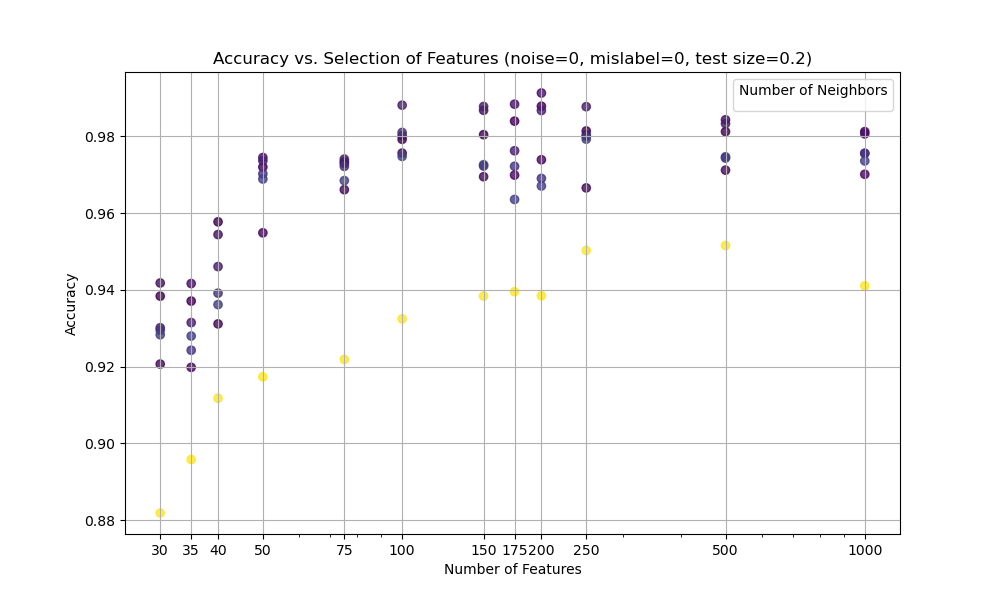 Accuracy vs. Selection of Features (noise=0, mislabel=0, test size=0.2)
Number of Neighbors
Accuracy
0.98
0.96
0.94
0.92
0.90
0.88
30 35 40 50 75 100 150 175 200 250 500 1000
Number of Features